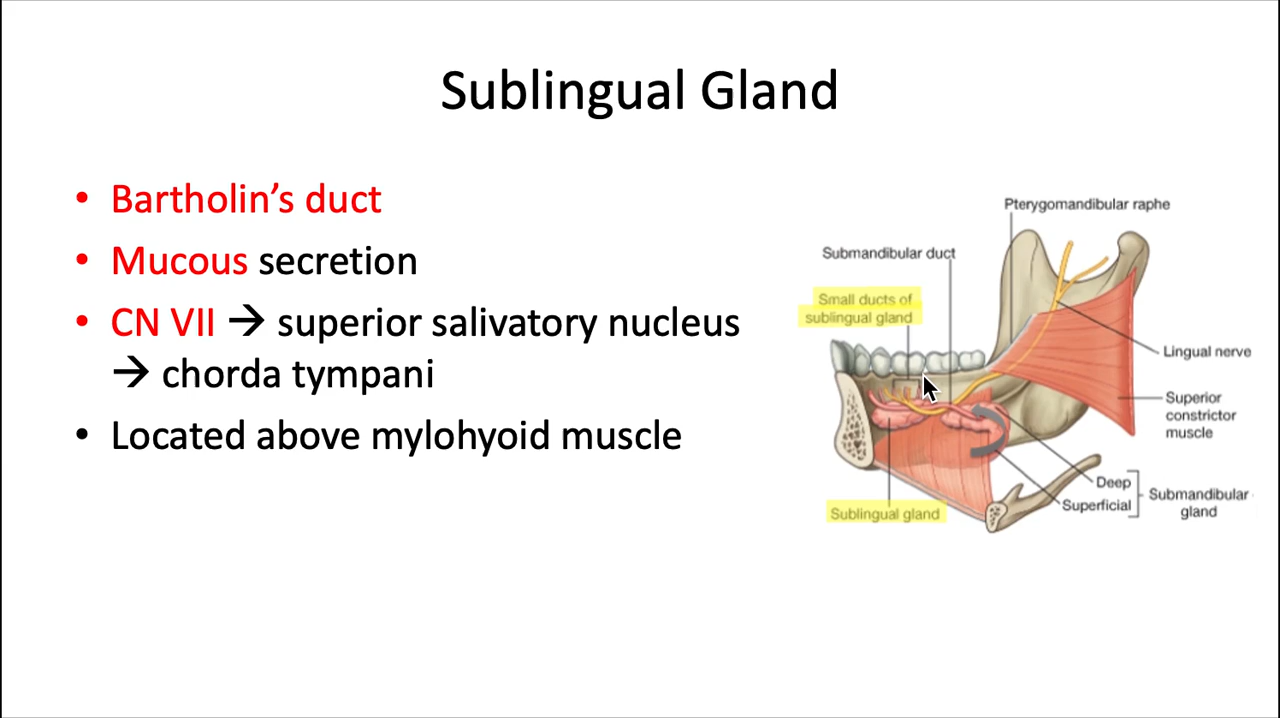 Sublingual Gland
• Bartholin’s duct
• Mucous secretion
• CN VII → superior salivatory nucleus
→ chorda tympani
• Located above mylohyoid muscle
Pterygomandibular raphe
Submandibular duct
Small ducts of
sublingual gland
Lingual nerve
Superior
constrictor
muscle
Deep
Superficial
Submandibular
gland
Sublingual gland